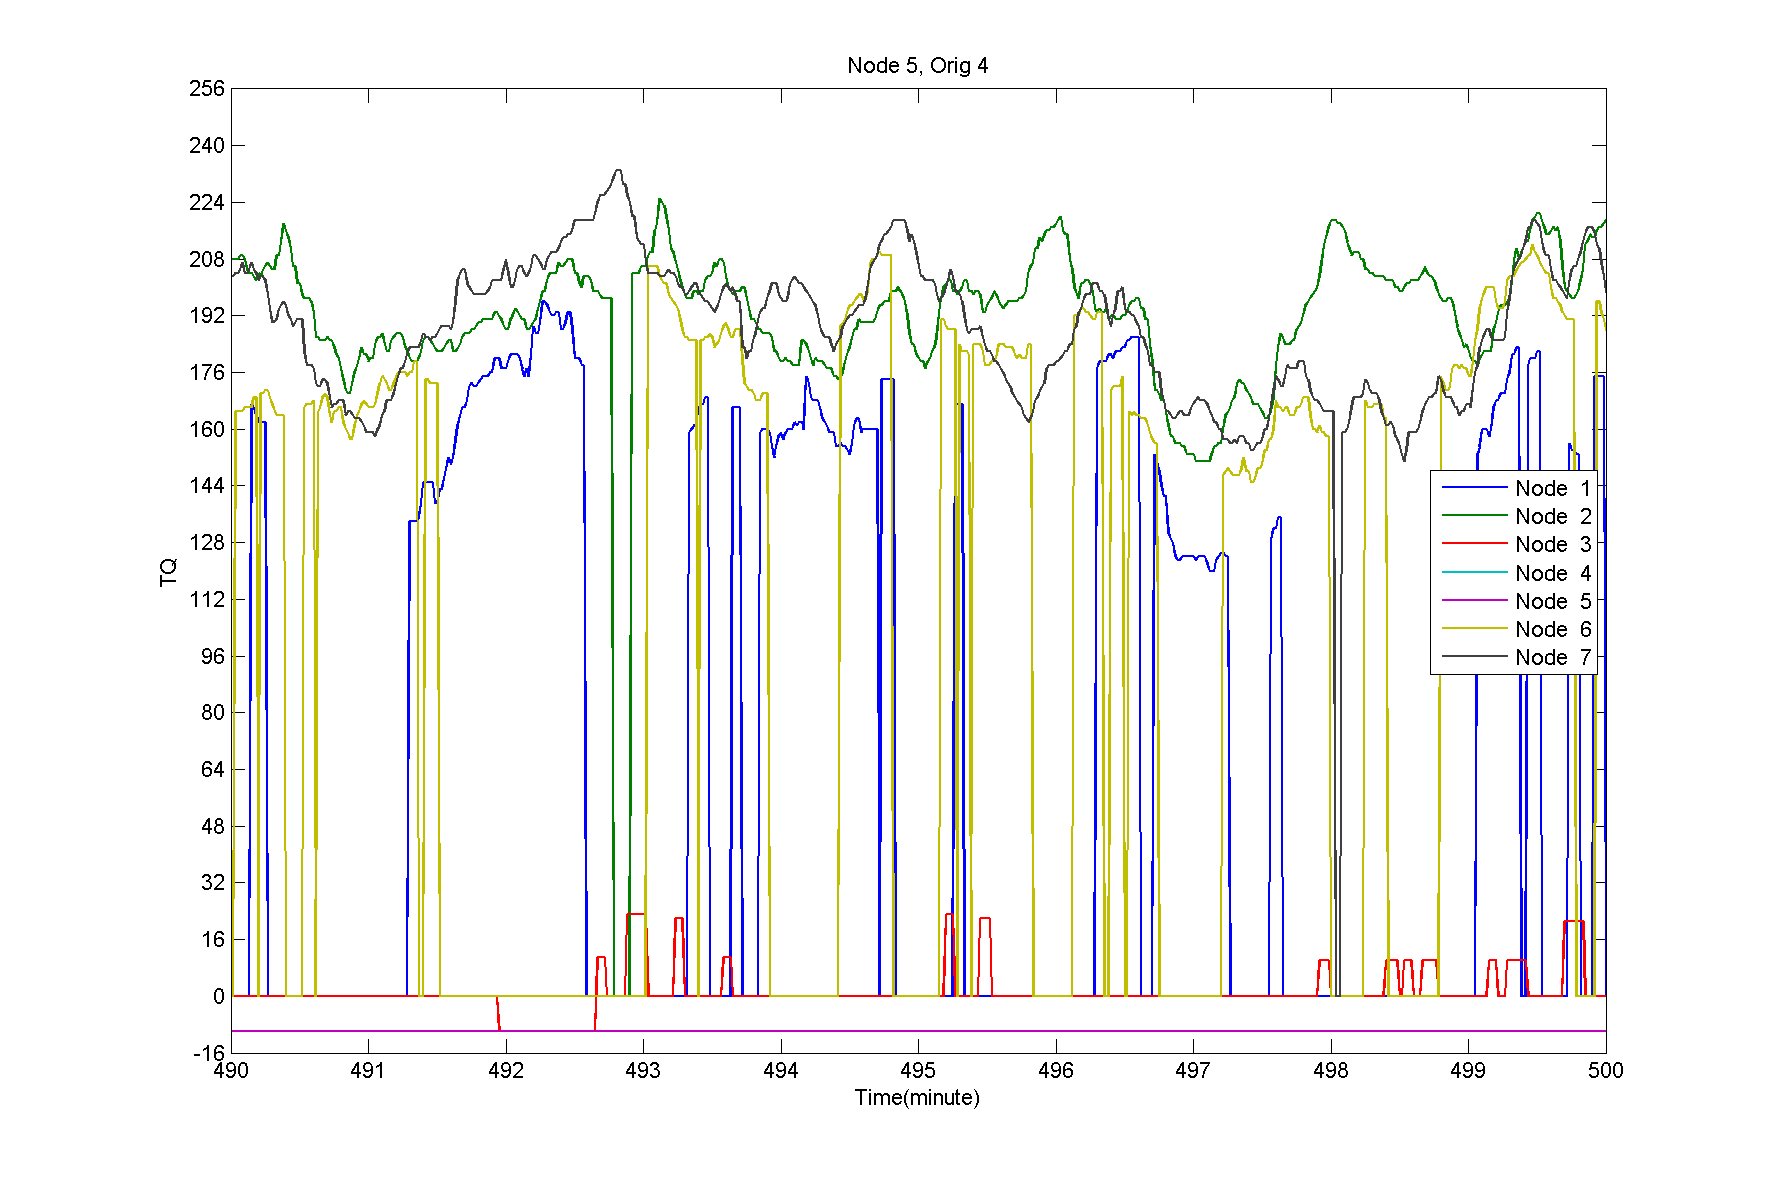 Node 5, Orig 4
256
240
224
208
192
176
160
144
128
112
96
80
64
48
32
16
0
-16
TQ
Node 1
Node 2
Node 3
Node 4
Node 5
Node 6
Node 7
490 491 492 493 494 495 496 497 498 499 500
Time(minute)